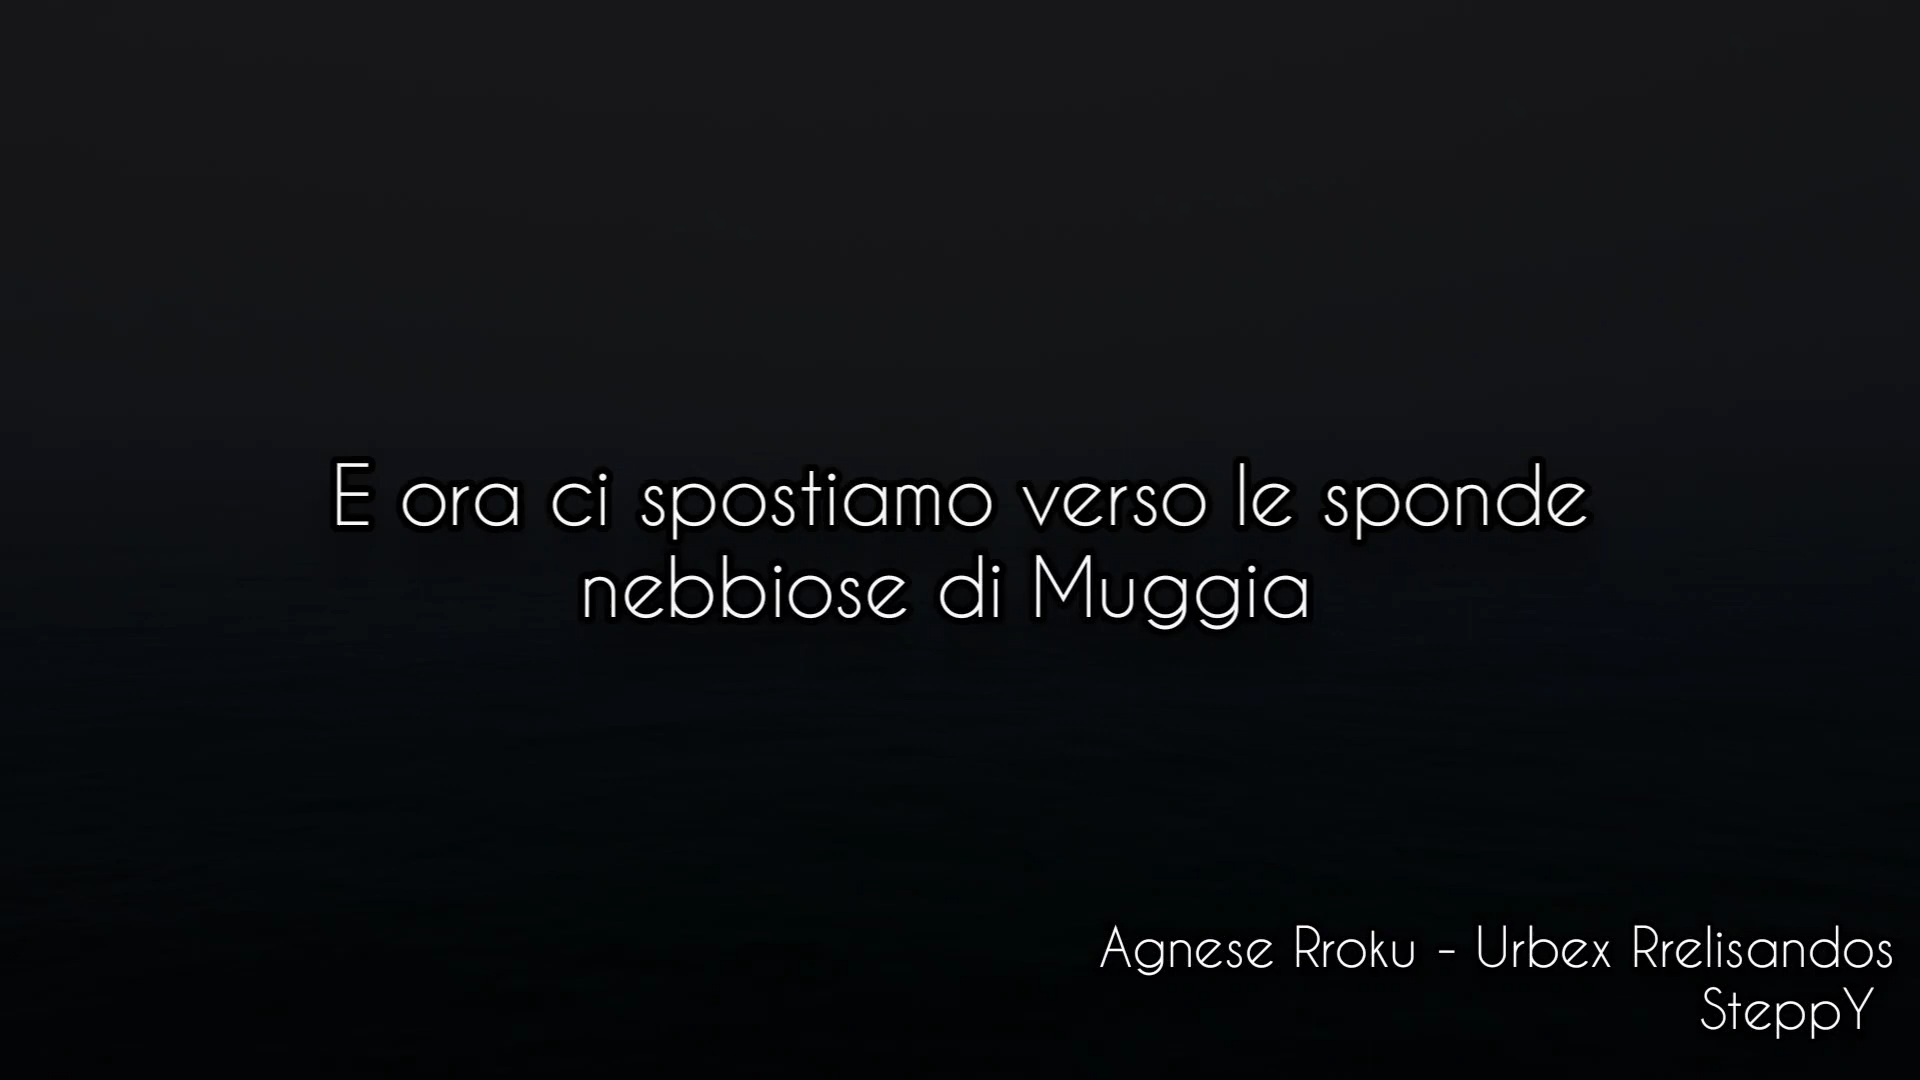 E ora ci spostiamo verso le sponde
nebbiose di Muggia
Agnese Rroku - Urbex Rrelisandos
SteppY